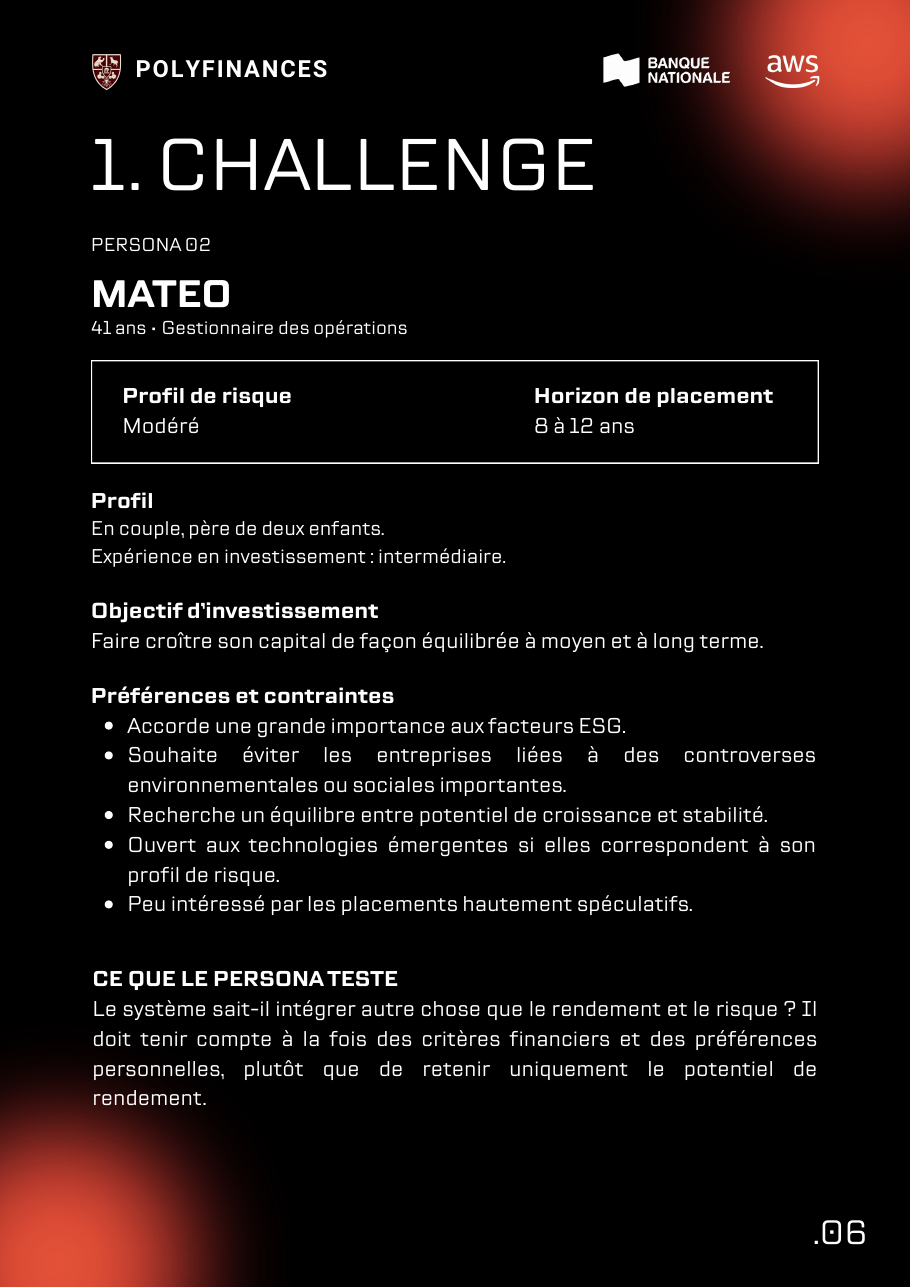 POLYFINANCES
BANQUE
NATIONALE
aws
1. CHALLENGE
PERSONA 02
MATEO
41 ans • Gestionnaire des opérations
Profil de risque
Modéré
Horizon de placement
8 à 12 ans
Profil
En couple, père de deux enfants.
Expérience en investissement : intermédiaire.
Objectif d’investissement
Faire croître son capital de façon équilibrée à moyen et à long terme.
Préférences et contraintes
• Accorde une grande importance aux facteurs ESG.
• Souhaite éviter les entreprises liées à des controverses
environnementales ou sociales importantes.
• Recherche un équilibre entre potentiel de croissance et stabilité.
• Ouvert aux technologies émergentes si elles correspondent à son
profil de risque.
• Peu intéressé par les placements hautement spéculatifs.
CE QUE LE PERSONA TESTE
Le système sait-il intégrer autre chose que le rendement et le risque ? Il
doit tenir compte à la fois des critères financiers et des préférences
personnelles, plutôt que de retenir uniquement le potentiel de
rendement.
.06